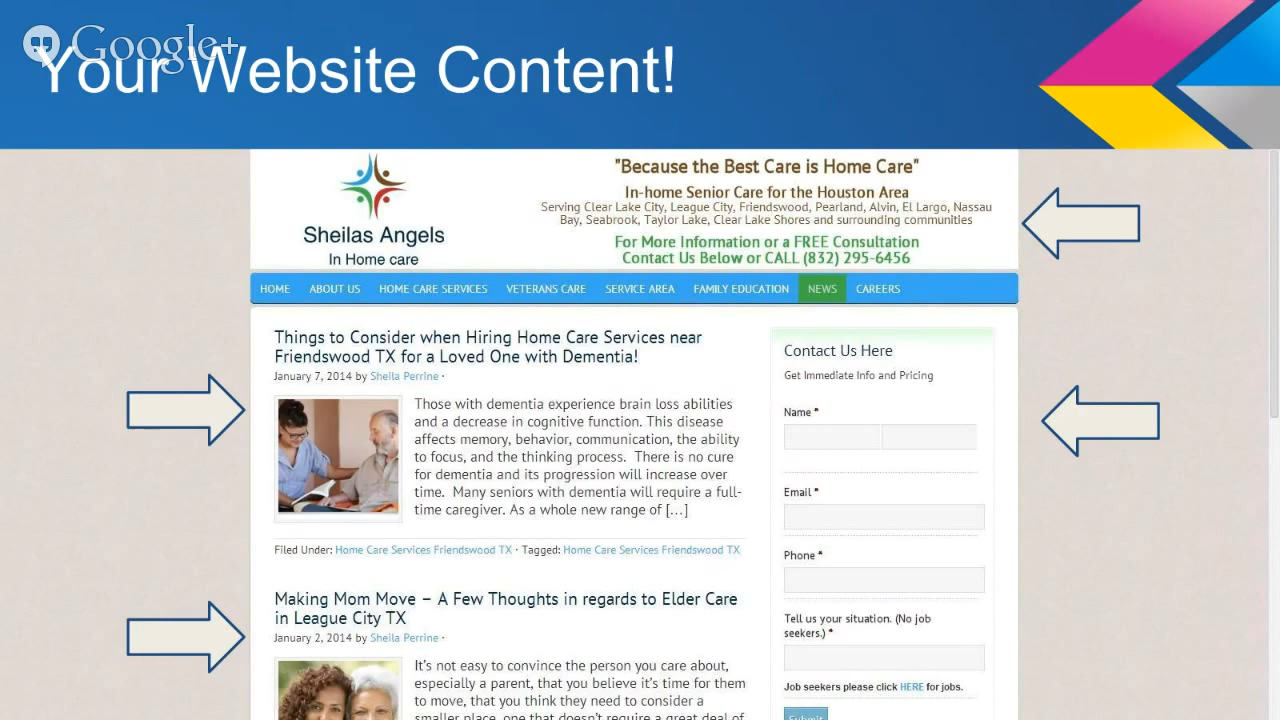 Google+
Your Website Content!
Sheilas Angels
In Home care
"Because the Best Care is Home Care"
In-home Senior Care for the Houston Area
Serving Clear Lake City, League City, Friendswood, Pearland, Alvin, El Largo, Nassau
Bay, Seabrook, Taylor Lake, Clear Lake Shores and surrounding communities
For More Information or a FREE Consultation
Contact Us Below or CALL (832) 295-6456
HOME ABOUT US HOME CARE SERVICES VETERANS CARE SERVICE AREA FAMILY EDUCATION NEWS CAREERS
Things to Consider when Hiring Home Care Services near
Friendswood TX for a Loved One with Dementia!
January 7, 2014 by Sheila Perrine ·
Those with dementia experience brain loss abilities
and a decrease in cognitive function. This disease
affects memory, behavior, communication, the ability
to focus, and the thinking process. There is no cure
for dementia and its progression will increase over
time. Many seniors with dementia will require a full-
time caregiver. As a whole new range of [...]
Filed Under: Home Care Services Friendswood TX · Tagged: Home Care Services Friendswood TX
Making Mom Move – A Few Thoughts in regards to Elder Care
in League City TX
January 2, 2014 by Sheila Perrine ·
It's not easy to convince the person you care about,
especially a parent, that you believe it's time for them
to move, that you think they need to consider a
smaller place, one that doesn't require a great deal of
Contact Us Here
Get Immediate Info and Pricing
Name *
Email *
Phone *
Tell us your situation. (No job
seekers.) *
Job seekers please click HERE for jobs.
Submit